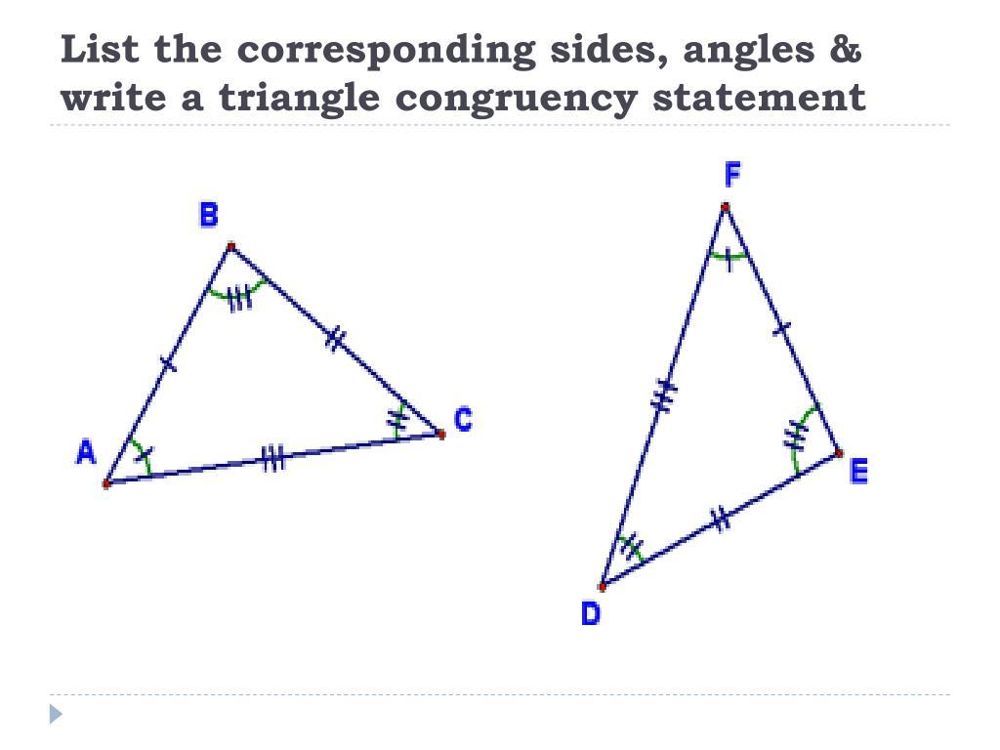 List the corresponding sides, angles &
write a triangle congruency statement
F
B
C
A
E
D